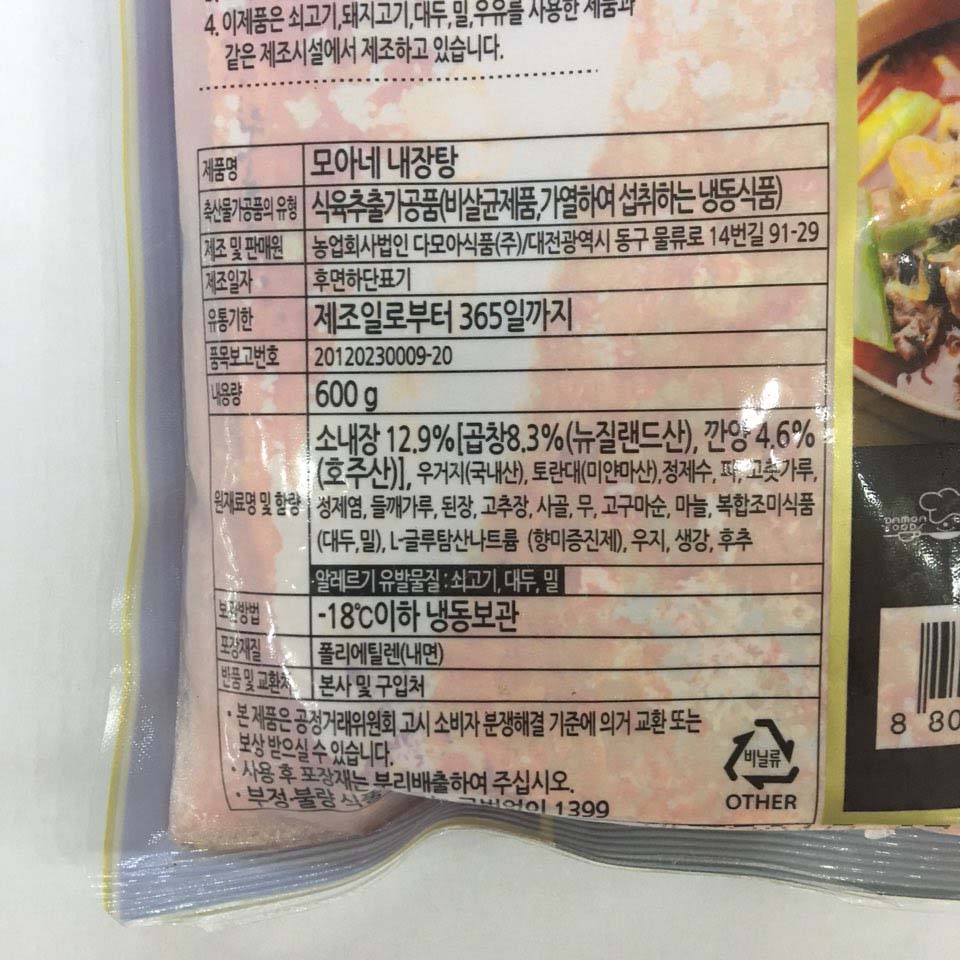 4. 이제품은 쇠고기,돼지고기,대두,밀,우유를 사용한 제품과
같은 제조시설에서 제조하고 있습니다.
제품명 모아네 내장탕
축산물가공품의 유형 식육추출가공품(비살균제품,가열하여 섭취하는 냉동식품)
제조 및 판매원 농업회사법인 다모아식품(주)/대전광역시 동구 물류로 14번길 91-29
제조일자 후면하단표기
유통기한 제조일로부터 365일까지
품목보고번호 20120230009-20
내용량 600 g
소내장 12.9%[곱창8.3%(뉴질랜드산), 깐양 4.6%
(호주산)], 우거지(국내산), 토란대(미얀마산),정제수, 파, 고춧가루,
원재료명 및 함량 정제염, 들깨가루, 된장, 고추장, 사골, 무, 고구마순, 마늘, 복합조미식품
(대두,밀), L-글루탐산나트륨 (향미증진제), 우지, 생강, 후추
·알레르기 유발물질 : 쇠고기, 대두, 밀
보관방법 -18℃이하 냉동보관
포장재질 폴리에틸렌(내면)
반품 및 교환처 본사 및 구입처
· 본 제품은 공정거래위원회 고시 소비자 분쟁해결 기준에 의거 교환 또는
보상 받으실 수 있습니다.
· 사용 후 포장재는 분리배출하여 주십시오.
· 부정·불량 식품 국번없이 1399
비닐류
OTHER
DAMOA
FOODS
8 80